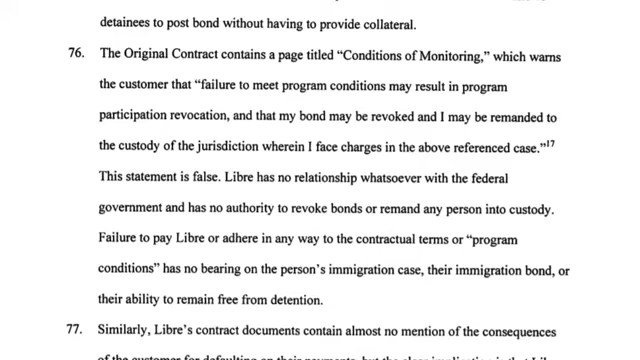 detainees to post bond without having to provide collateral.
76. The Original Contract contains a page titled “Conditions of Monitoring,” which warns
the customer that “failure to meet program conditions may result in program
participation revocation, and that my bond may be revoked and I may be remanded to
the custody of the jurisdiction wherein I face charges in the above referenced case.”17
This statement is false. Libre has no relationship whatsoever with the federal
government and has no authority to revoke bonds or remand any person into custody.
Failure to pay Libre or adhere in any way to the contractual terms or “program
conditions” has no bearing on the person’s immigration case, their immigration bond, or
their ability to remain free from detention.
77. Similarly, Libre’s contract documents contain almost no mention of the consequences